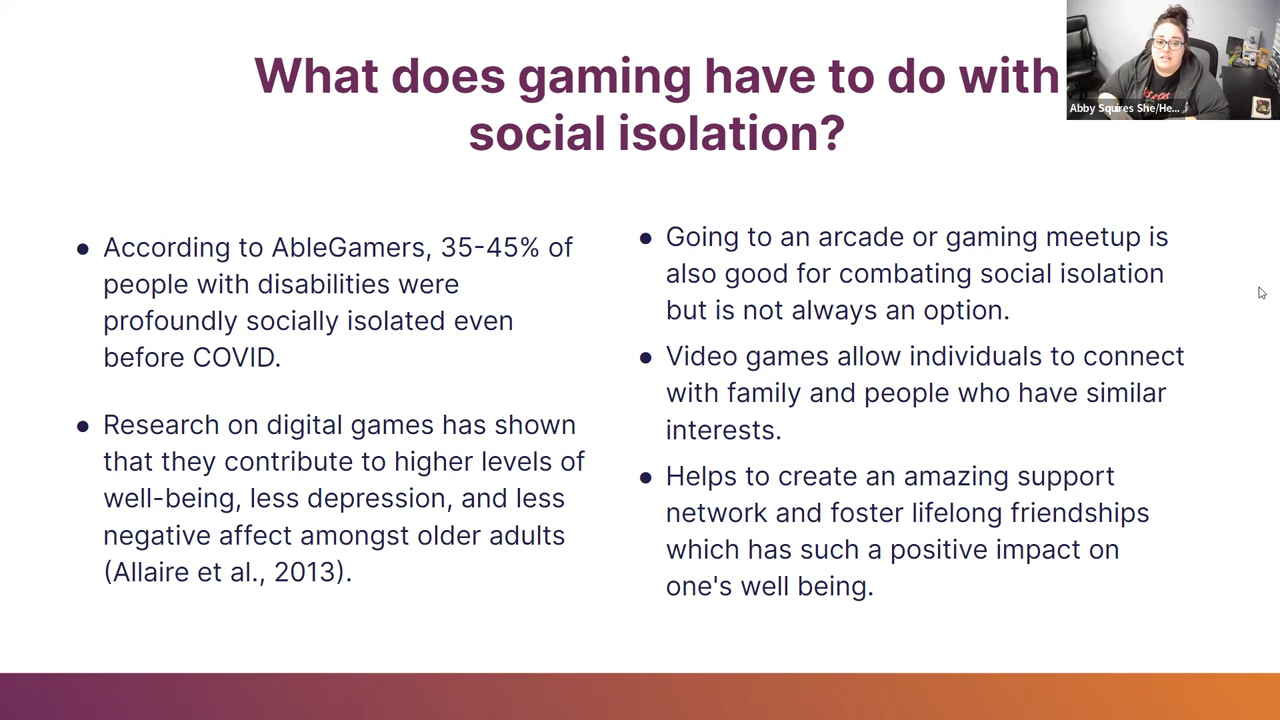 What does gaming have to do with
social isolation?
Abby Squires She/He...
● According to AbleGamers, 35-45% of
people with disabilities were
profoundly socially isolated even
before COVID.
● Research on digital games has shown
that they contribute to higher levels of
well-being, less depression, and less
negative affect amongst older adults
(Allaire et al., 2013).
● Going to an arcade or gaming meetup is
also good for combating social isolation
but is not always an option.
● Video games allow individuals to connect
with family and people who have similar
interests.
● Helps to create an amazing support
network and foster lifelong friendships
which has such a positive impact on
one's well being.